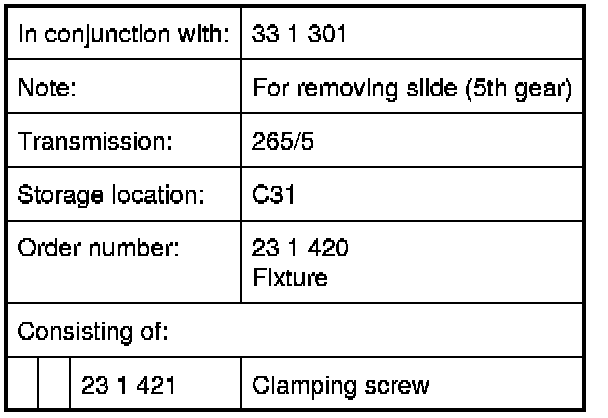 In conjunction with: 33 1 301
Note: For removing slide (5th gear)
Transmission: 265/5
Storage location: C31
Order number: 23 1 420
Fixture
Consisting of:
23 1 421 Clamping screw